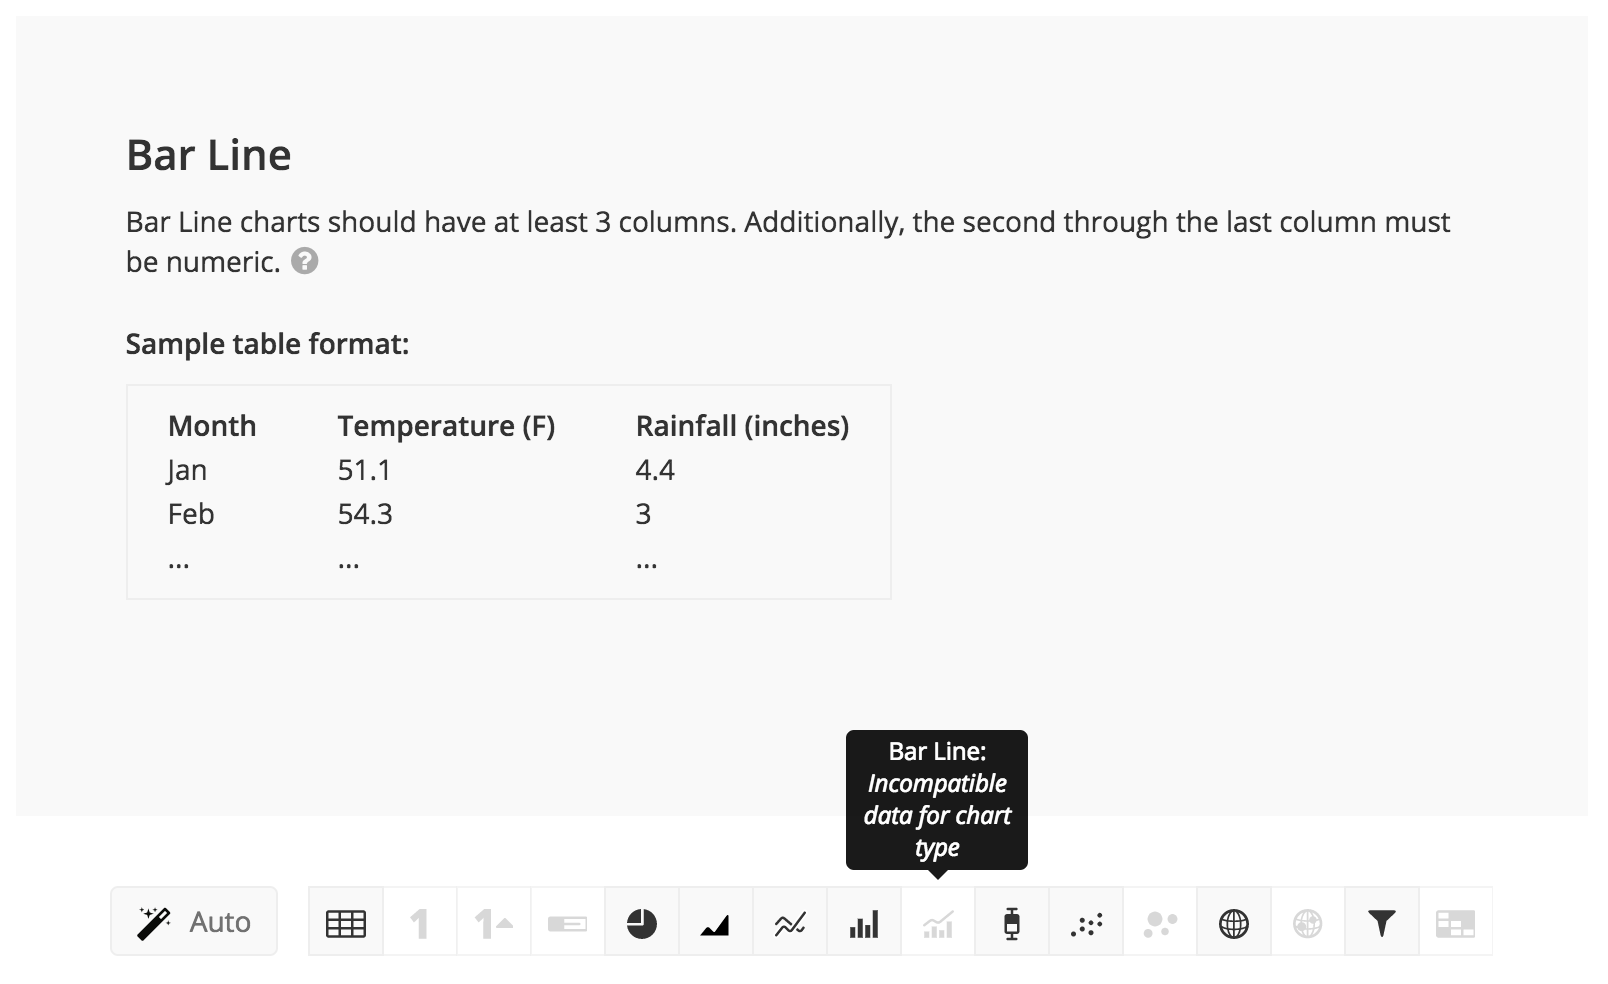 Bar Line
Bar Line charts should have at least 3 columns. Additionally, the second through the last column must
be numeric. ?
Sample table format:
Month Temperature (F) Rainfall (inches)
Jan 51.1 4.4
Feb 54.3 3
... ... ...
Bar Line:
Incompatible
data for chart
type
Auto
1 1